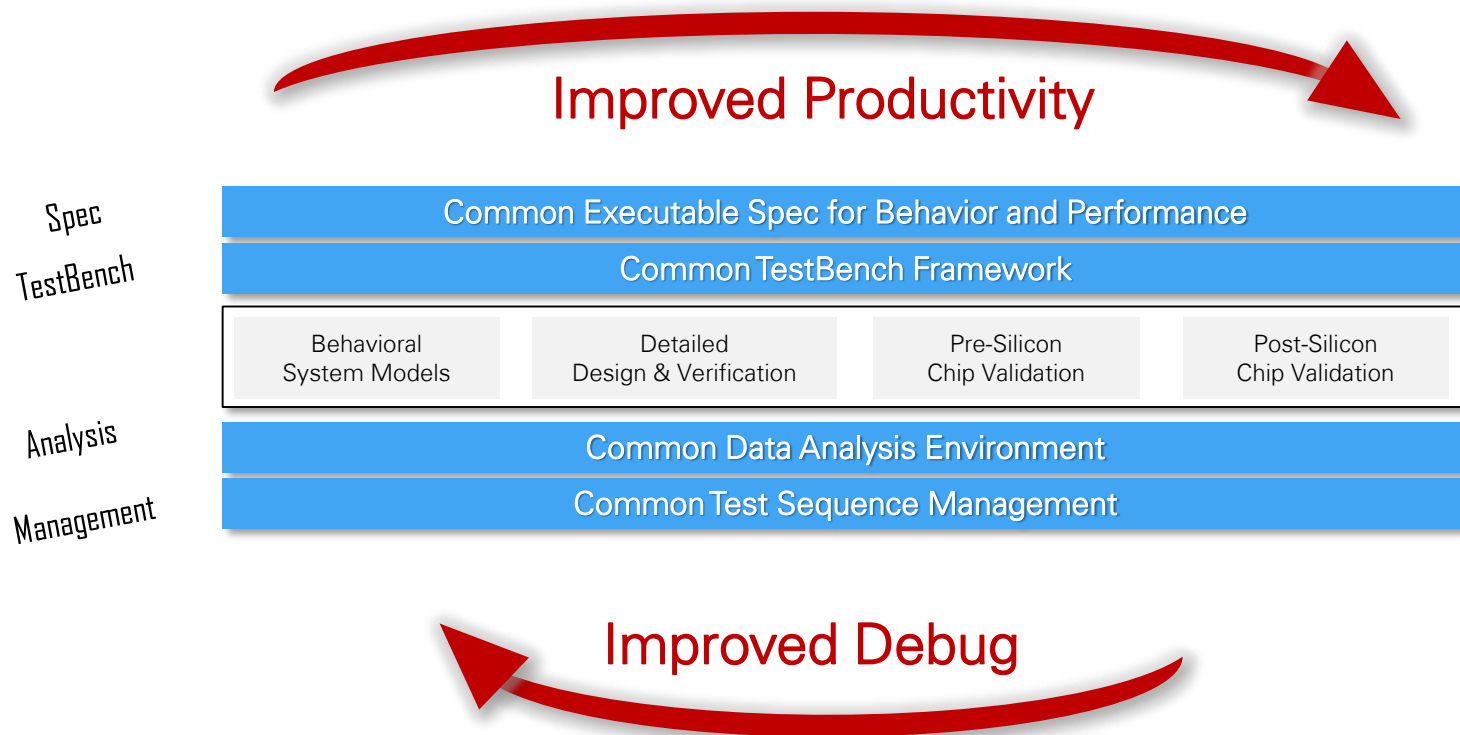 Improved Productivity
Spec
Common Executable Spec for Behavior and Performance
TestBench
Common TestBench Framework
Behavioral
System Models
Detailed
Design & Verification
Pre-Silicon
Chip Validation
Post-Silicon
Chip Validation
Analysis
Common Data Analysis Environment
Management
Common Test Sequence Management
Improved Debug